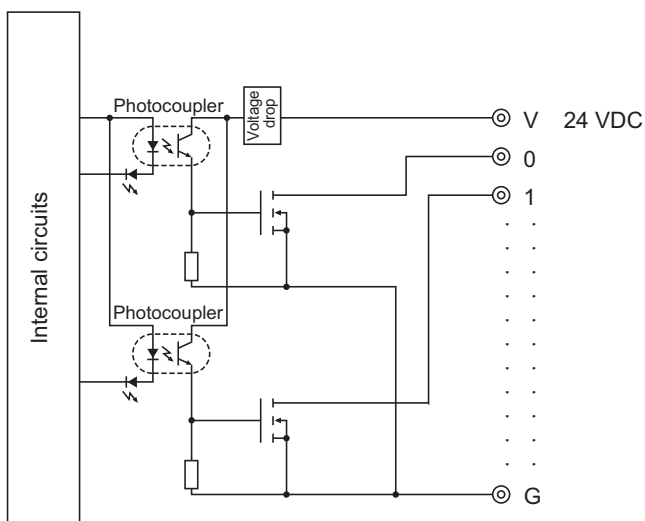 Photocoupler
Voltage
drop
V 24 VDC
0
1
Internal circuits
Photocoupler
G